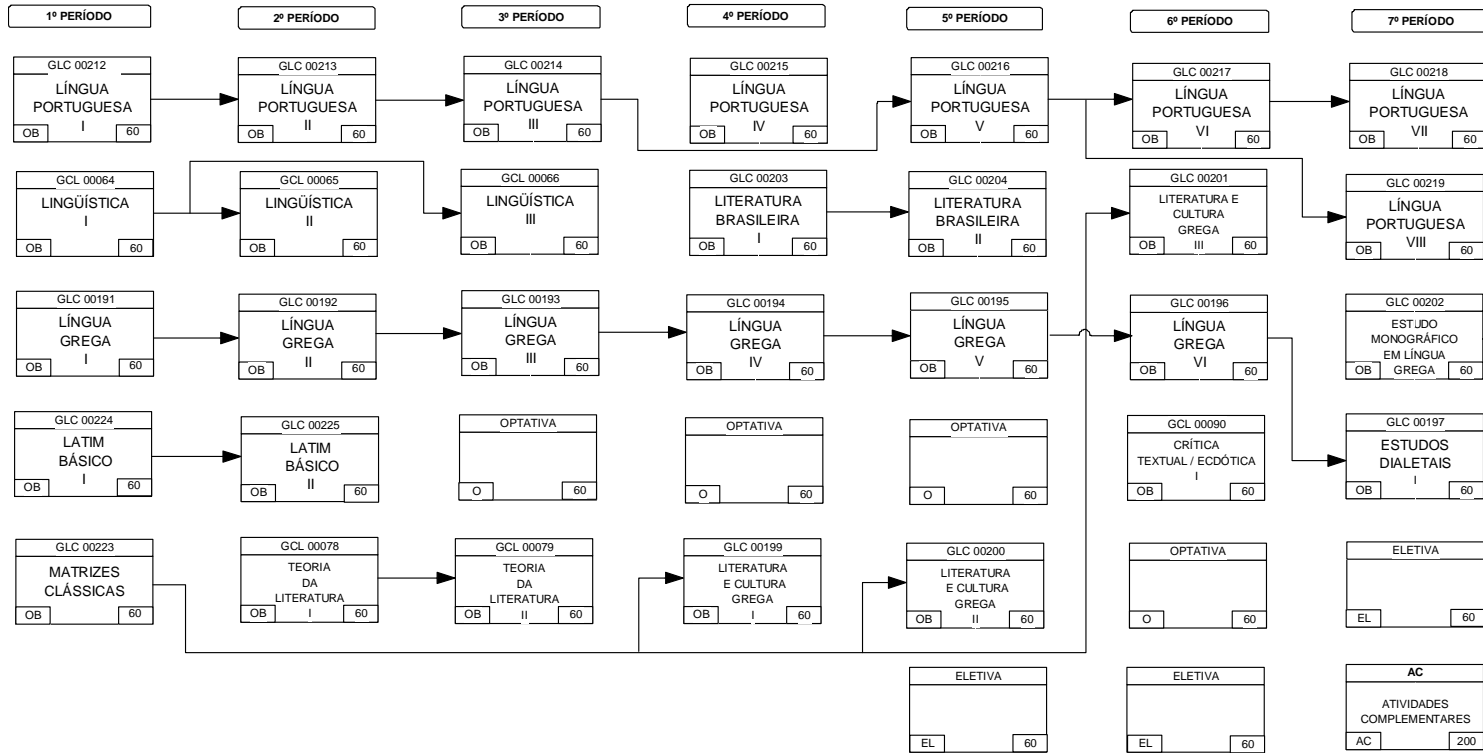 1º PERÍODO
2º PERÍODO
3º PERÍODO
4º PERÍODO
5º PERÍODO
6º PERÍODO
7º PERÍODO
GLC 00212
LÍNGUA
PORTUGUESA
I
OB 60
GLC 00213
LÍNGUA
PORTUGUESA
II
OB 60
GLC 00214
LÍNGUA
PORTUGUESA
III
OB 60
GLC 00215
LÍNGUA
PORTUGUESA
IV
OB 60
GLC 00216
LÍNGUA
PORTUGUESA
V
OB 60
GLC 00217
LÍNGUA
PORTUGUESA
VI
OB 60
GLC 00218
LÍNGUA
PORTUGUESA
VII
OB 60
GCL 00064
LINGÜÍSTICA
I
OB 60
GCL 00065
LINGÜÍSTICA
II
OB 60
GCL 00066
LINGÜÍSTICA
III
OB 60
GLC 00203
LITERATURA
BRASILEIRA
I
OB 60
GLC 00204
LITERATURA
BRASILEIRA
II
OB 60
GLC 00201
LITERATURA E
CULTURA
GREGA
OB III 60
GLC 00219
LÍNGUA
PORTUGUESA
VIII
OB 60
GLC 00191
LÍNGUA
GREGA
I
OB 60
GLC 00192
LÍNGUA
GREGA
II
OB 60
GLC 00193
LÍNGUA
GREGA
III
OB 60
GLC 00194
LÍNGUA
GREGA
IV
OB 60
GLC 00195
LÍNGUA
GREGA
V
OB 60
GLC 00196
LÍNGUA
GREGA
VI
OB 60
GLC 00202
ESTUDO
MONOGRÁFICO
EM LÍNGUA
OB GREGA 60
GLC 00224
LATIM
BÁSICO
I
OB 60
GLC 00225
LATIM
BÁSICO
II
OB 60
OPTATIVA
O 60
OPTATIVA
O 60
OPTATIVA
O 60
GCL 00090
CRÍTICA
TEXTUAL / ECDÓTICA
I
OB 60
GLC 00197
ESTUDOS
DIALETAIS
I
OB 60
GLC 00223
MATRIZES
CLÁSSICAS
OB 60
GCL 00078
TEORIA
DA
LITERATURA
OB I 60
GCL 00079
TEORIA
DA
LITERATURA
OB II 60
GLC 00199
LITERATURA
E CULTURA
GREGA
OB I 60
GLC 00200
LITERATURA
E CULTURA
GREGA
OB II 60
OPTATIVA
O 60
ELETIVA
EL 60
ELETIVA
EL 60
ELETIVA
EL 60
AC
ATIVIDADES
COMPLEMENTARES
AC 200